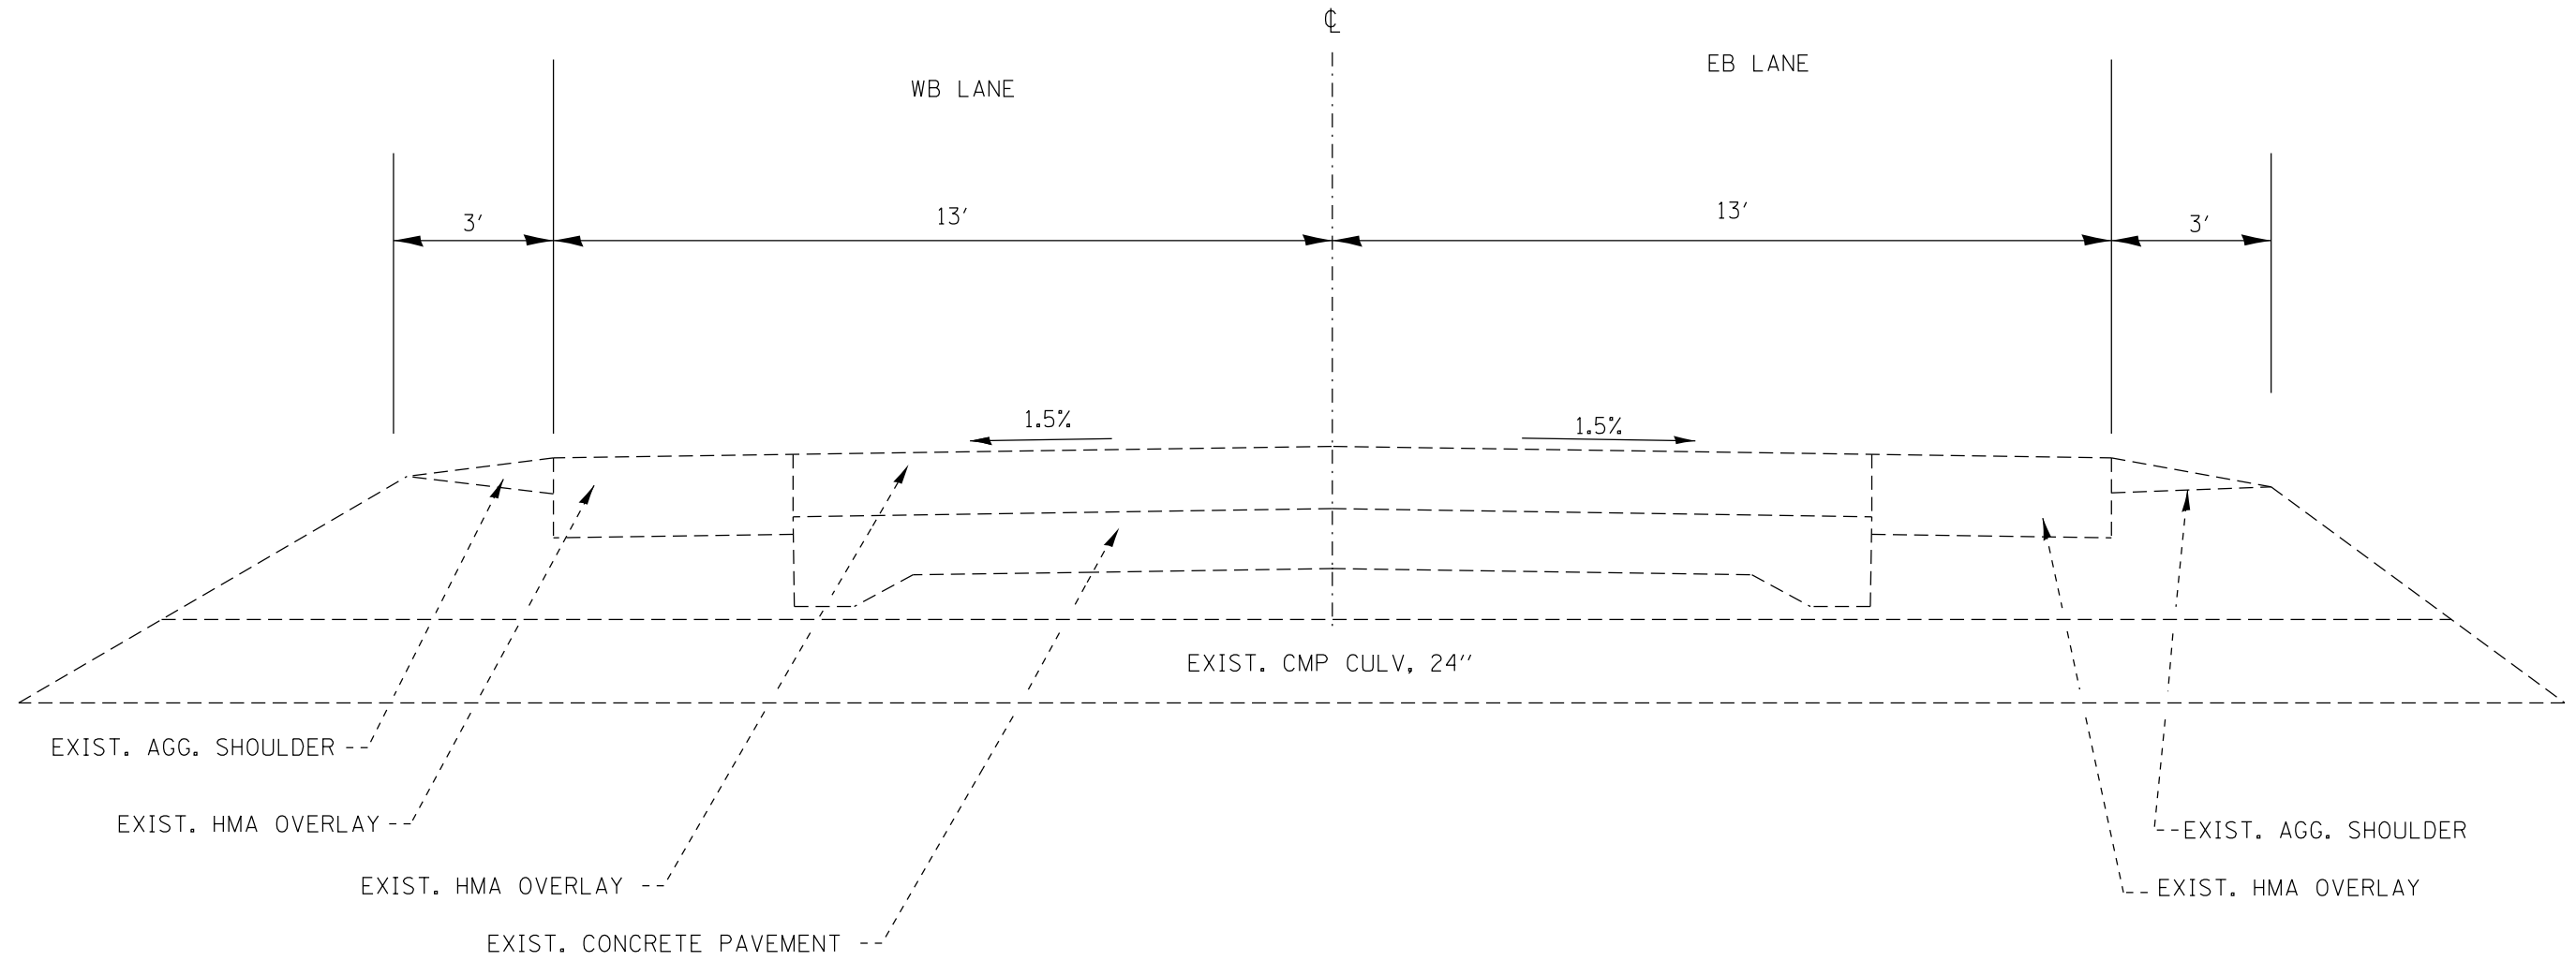 ℄
EB LANE
WB LANE
3'
13'
13'
3'
1.5%
1.5%
EXIST. CMP CULV, 24''
EXIST. AGG. SHOULDER
EXIST. HMA OVERLAY
EXIST. AGG. SHOULDER
EXIST. HMA OVERLAY
EXIST. HMA OVERLAY
EXIST. CONCRETE PAVEMENT